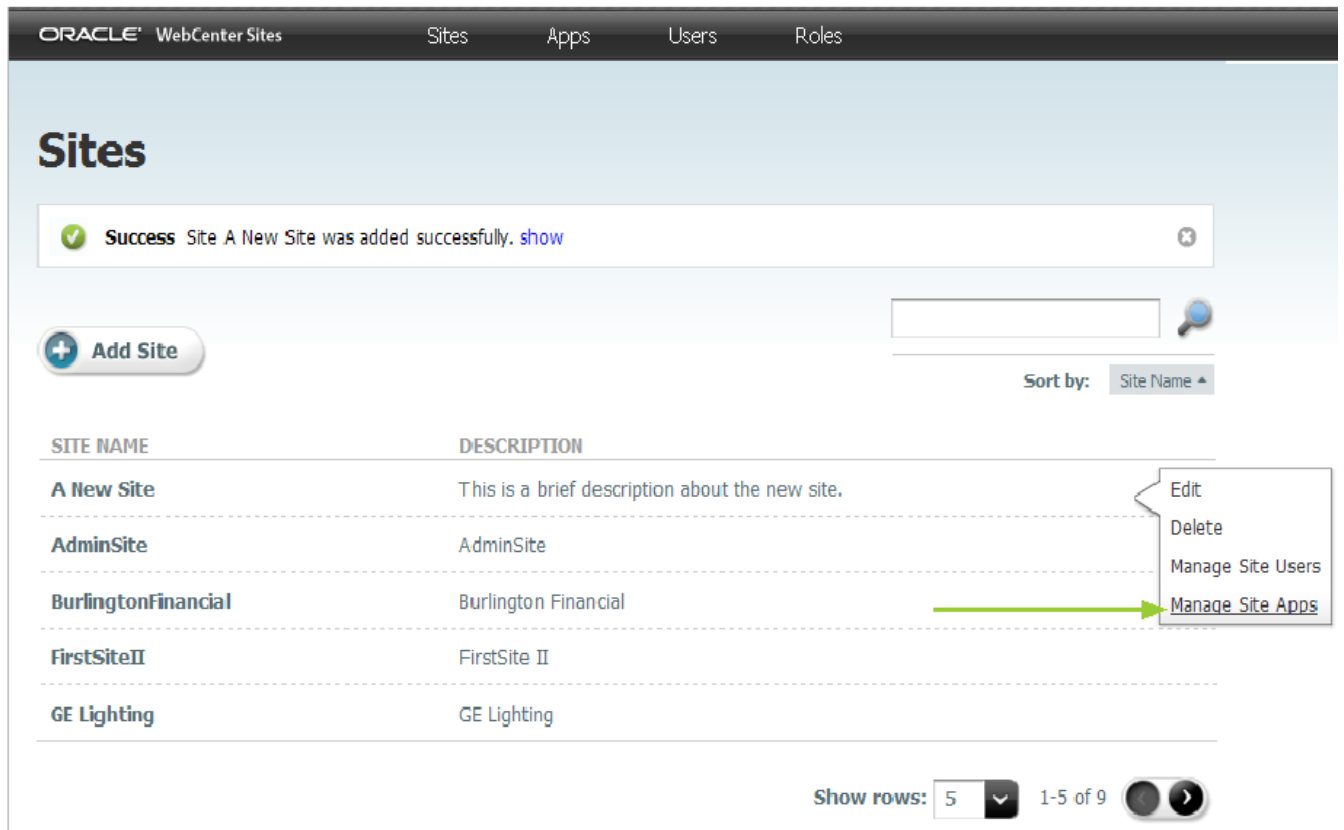 ORACLE' WebCenter Sites Sites Apps Users Roles
Sites
Success Site A New Site was added successfully. show
Add Site
Sort by: Site Name
SITE NAME DESCRIPTION
A New Site This is a brief description about the new site.
Edit
Delete
AdminSite AdminSite
Manage Site Users
BurlingtonFinancial Burlington Financial
Manage Site Apps
FirstSiteII FirstSite II
GE Lighting GE Lighting
Show rows: 5 1-5 of 9